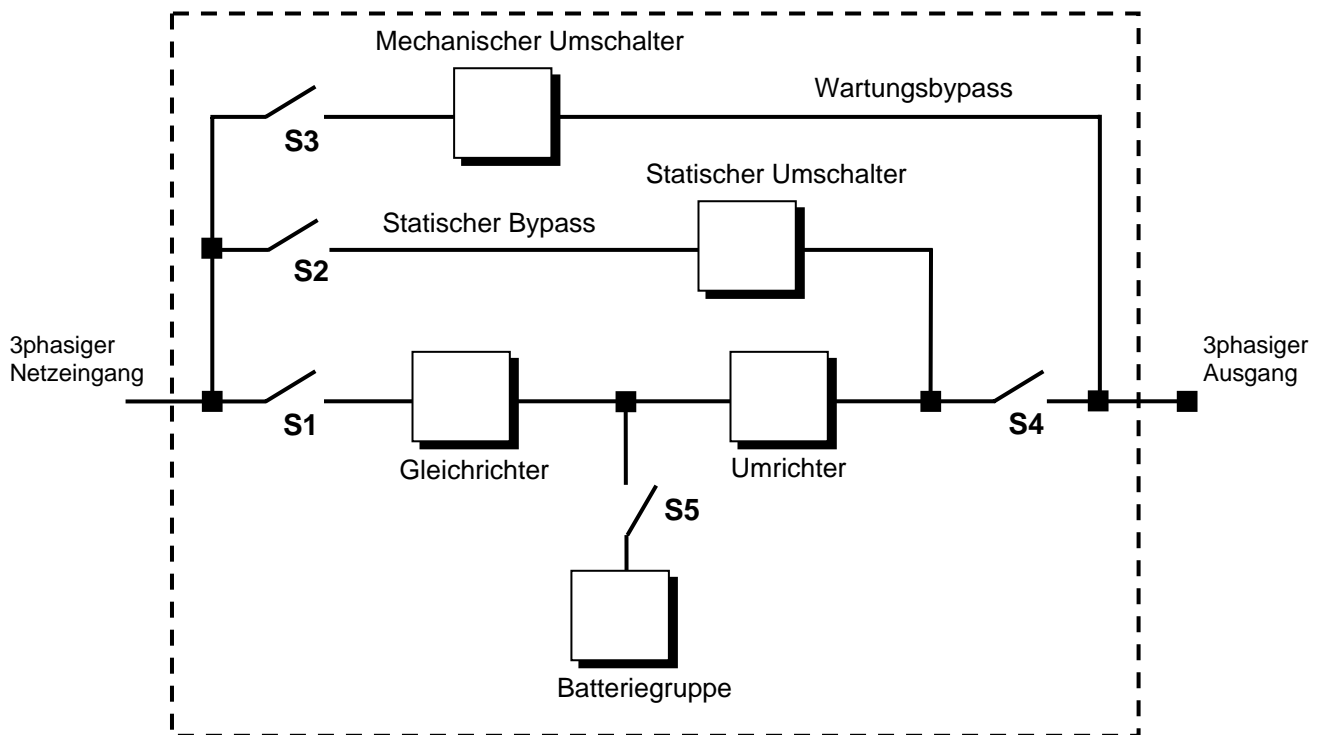 Mechanischer Umschalter
Wartungsbypass
S3
Statischer Umschalter
Statischer Bypass
S2
3phasiger
Netzeingang
3phasiger
Ausgang
S1
S4
Gleichrichter
Umrichter
S5
Batteriegruppe